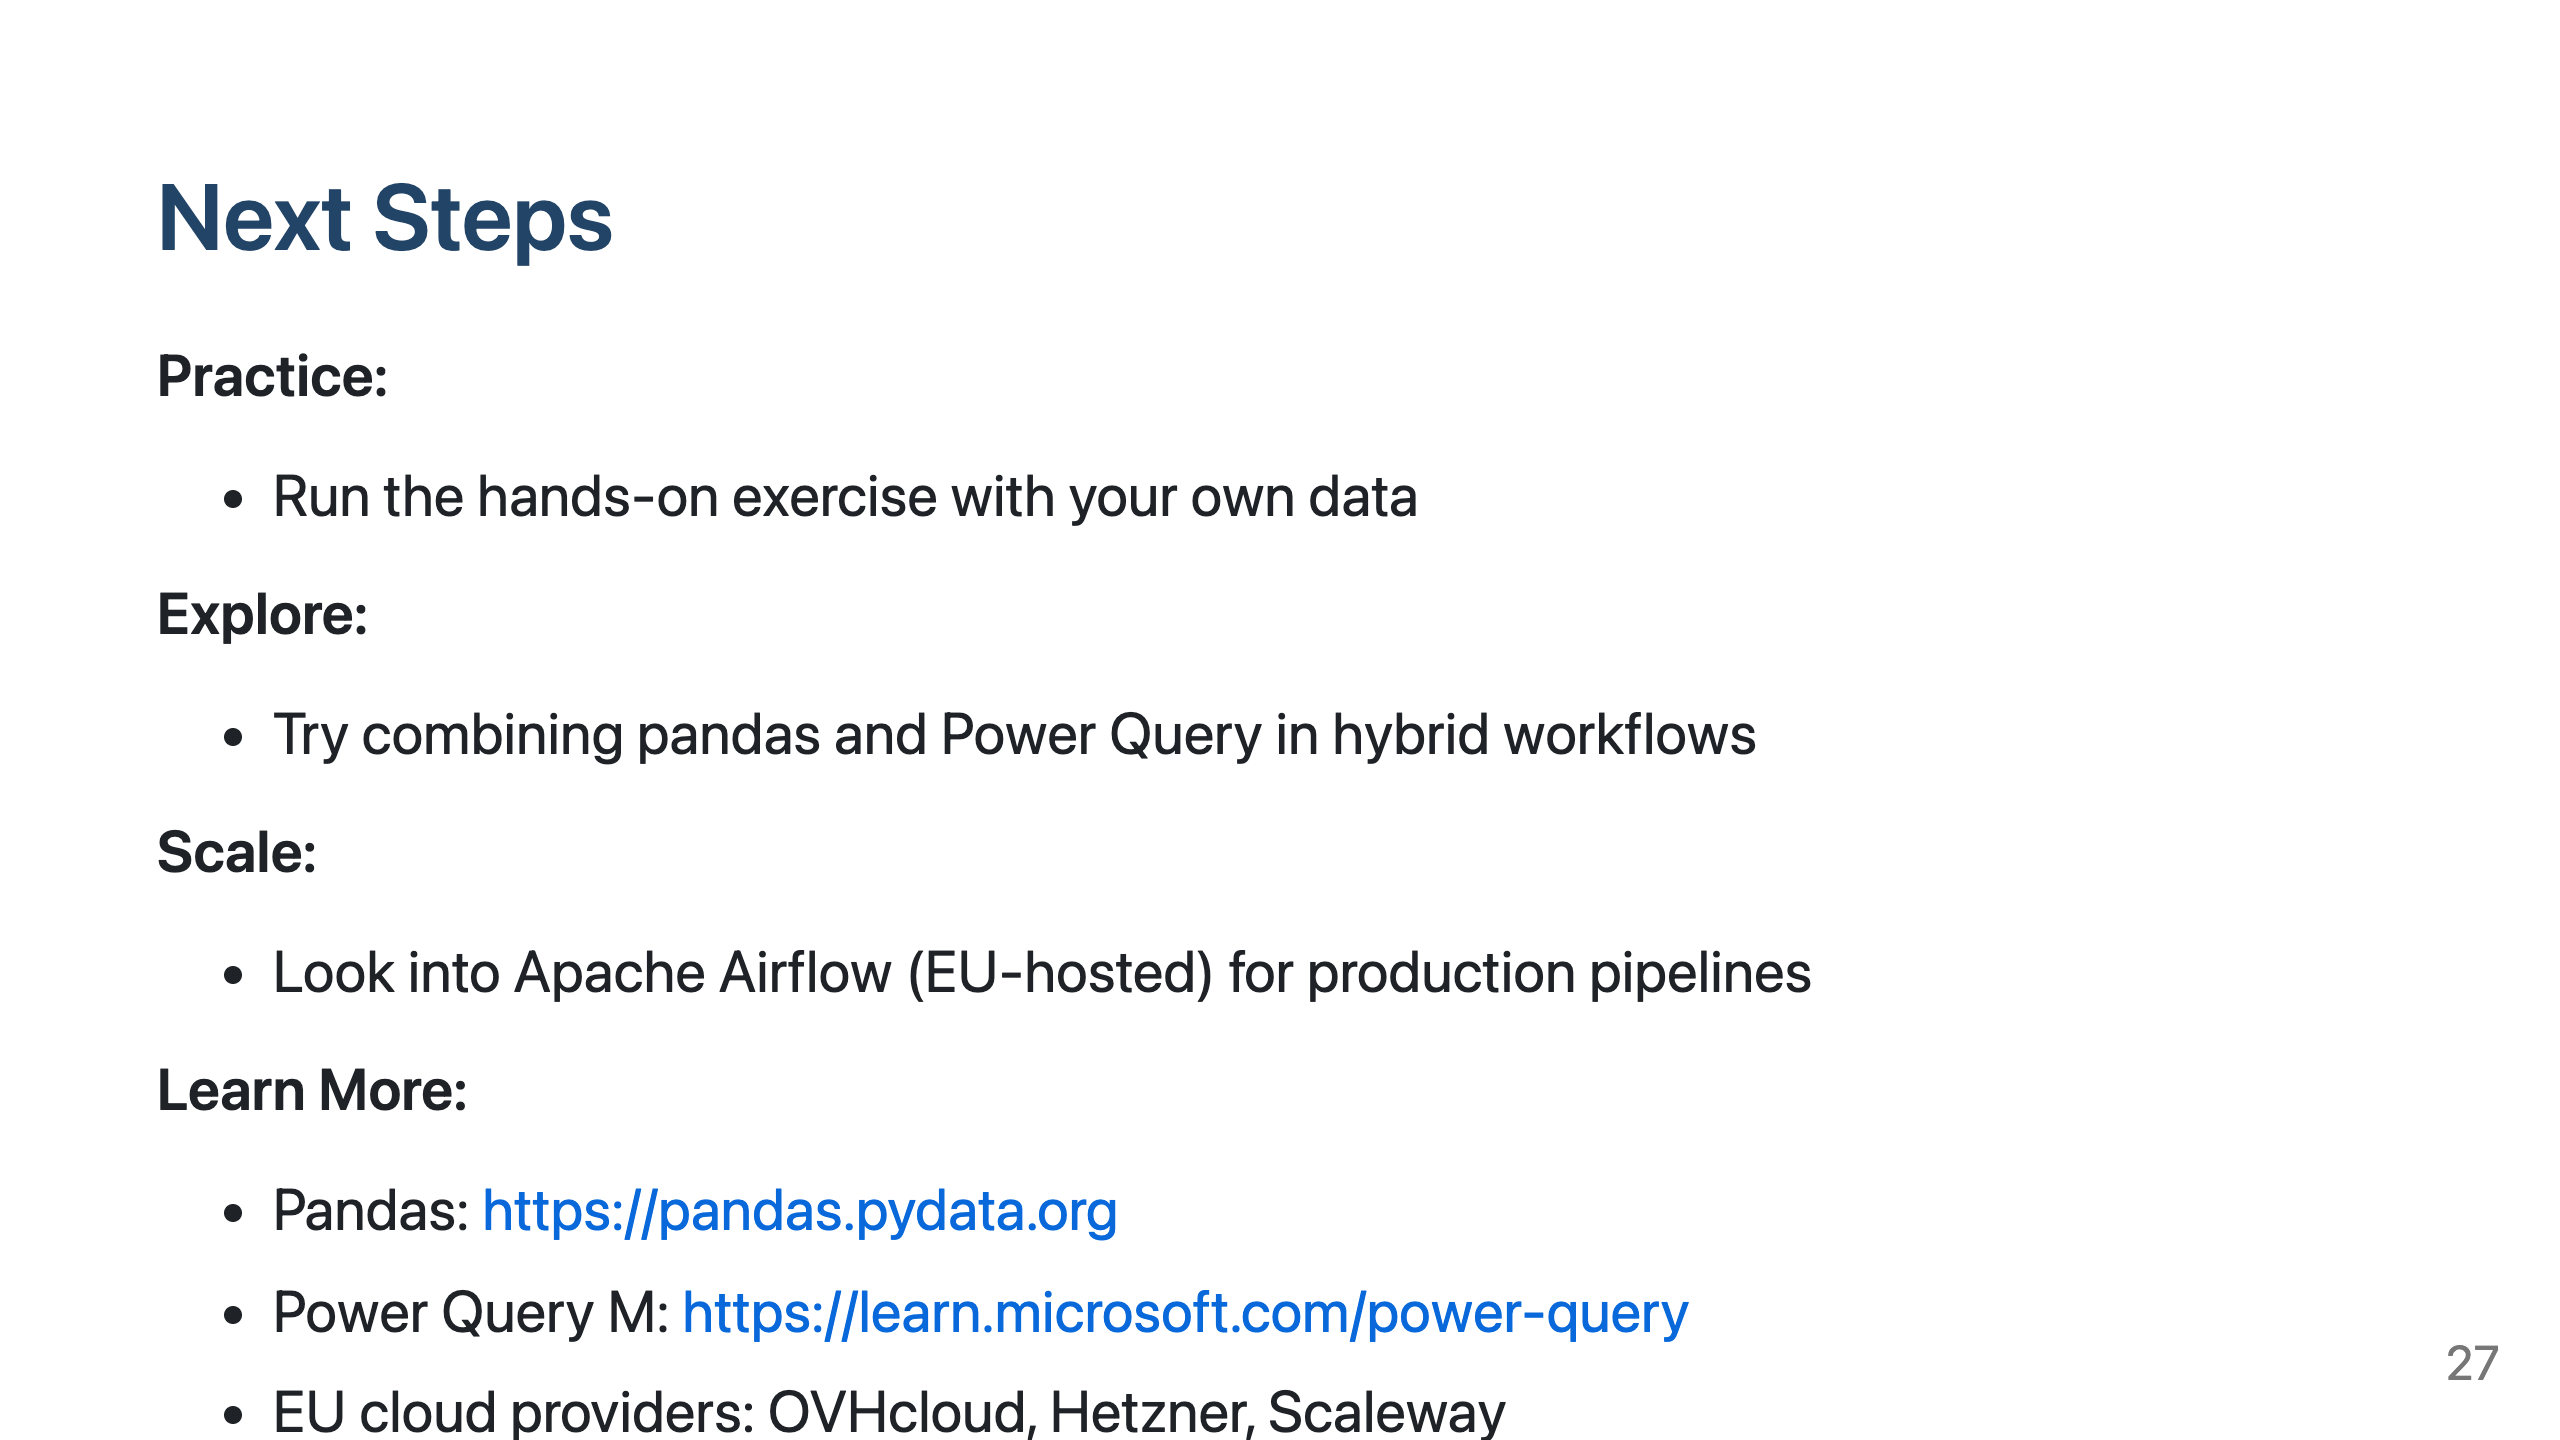 Next Steps
Practice:
• Run the hands-on exercise with your own data
Explore:
• Try combining pandas and Power Query in hybrid workflows
Scale:
• Look into Apache Airflow (EU-hosted) for production pipelines
Learn More:
• Pandas: https://pandas.pydata.org
• Power Query M: https://learn.microsoft.com/power-query
• EU cloud providers: OVHcloud, Hetzner, Scaleway
27